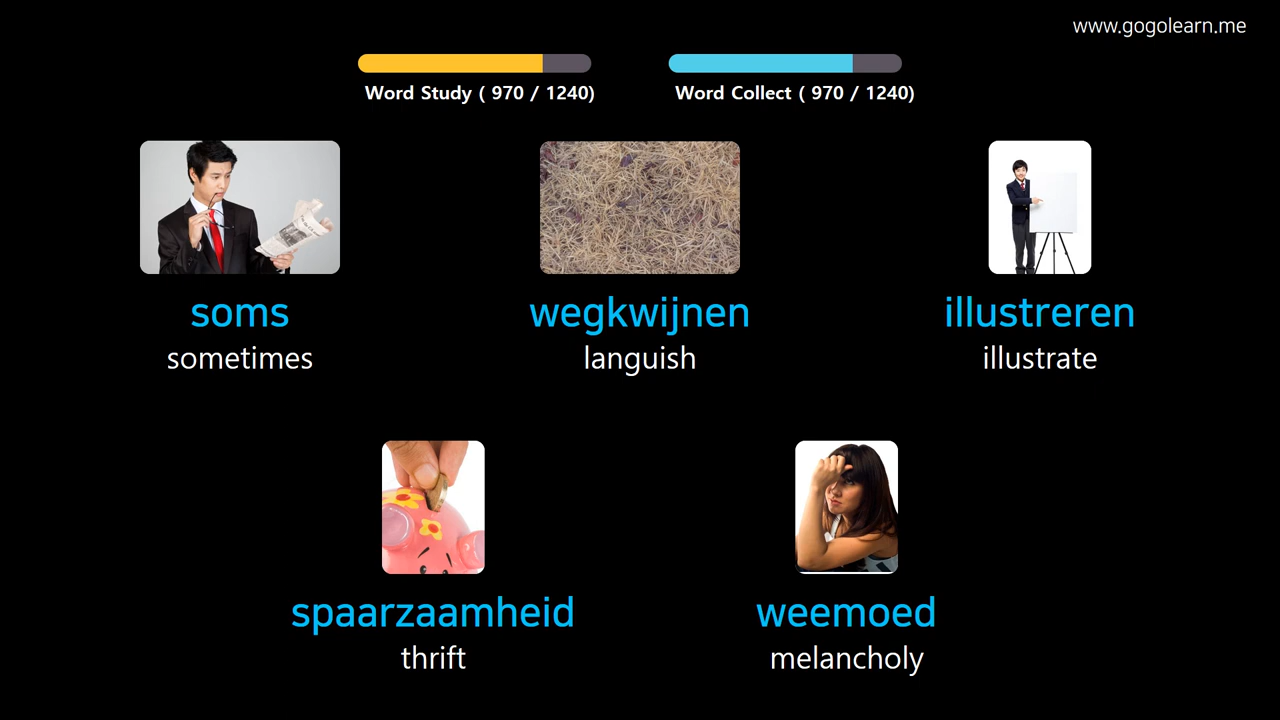 www.gogolearn.me
Word Study ( 970 / 1240)
Word Collect ( 970 / 1240)
soms
sometimes
wegkwijnen
languish
illustreren
illustrate
spaarzaamheid
thrift
weemoed
melancholy